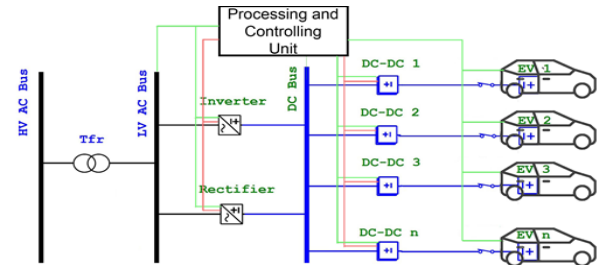 Processing and
Controlling
Unit
HV AC Bus
Tfr
LV AC Bus
Inverter
Rectifier
DC Bus
DC-DC 1
DC-DC 2
DC-DC 3
DC-DC n
EV 1
EV 2
EV 3
EV n